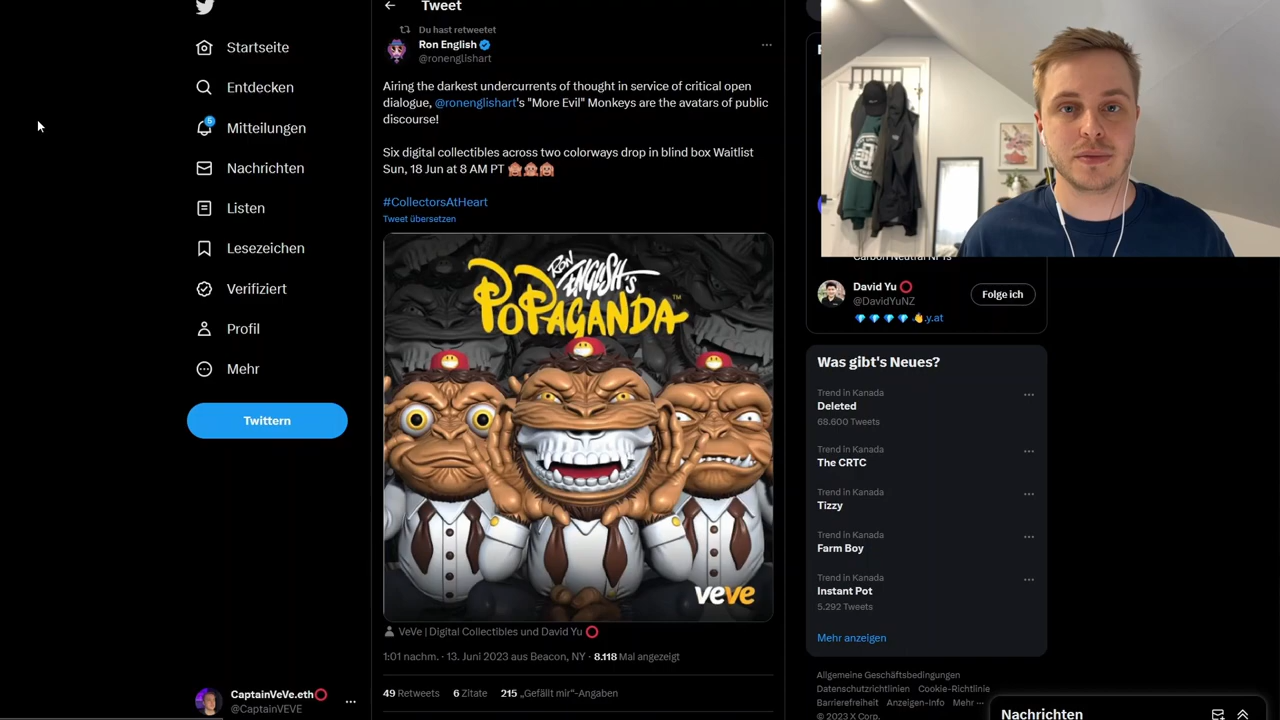 Startseite
Entdecken
5
Mitteilungen
Nachrichten
Listen
Lesezeichen
Verifiziert
Profil
Mehr
Twittern
CaptainVeVe.eth
@CaptainVEVE
Tweet
Du hast retweetet
Ron English
@ronenglishart
Airing the darkest undercurrents of thought in service of critical open
dialogue, @ronenglishart's "More Evil" Monkeys are the avatars of public
discourse!
Six digital collectibles across two colorways drop in blind box Waitlist
Sun, 18 Jun at 8 AM PT
#CollectorsAtHeart
Tweet übersetzen
RON ENGLISH'S
POPAGANDA™
veve
VeVe | Digital Collectibles und David Yu
1:01 nachm. · 13. Juni 2023 aus Beacon, NY · 8.118 Mal angezeigt
49 Retweets 6 Zitate 215 „Gefällt mir“-Angaben
Carbon Neutral NFTs
David Yu
@DavidYuNZ
Folge ich
.y.at
Was gibt's Neues?
Trend in Kanada
Deleted
68.600 Tweets
Trend in Kanada
The CRTC
Trend in Kanada
Tizzy
Trend in Kanada
Farm Boy
Trend in Kanada
Instant Pot
5.292 Tweets
Mehr anzeigen
Allgemeine Geschäftsbedingungen
Datenschutzrichtlinien Cookie-Richtlinie
Barrierefreiheit Anzeigen-Info Mehr ···
© 2023 X Corp.
Nachrichten